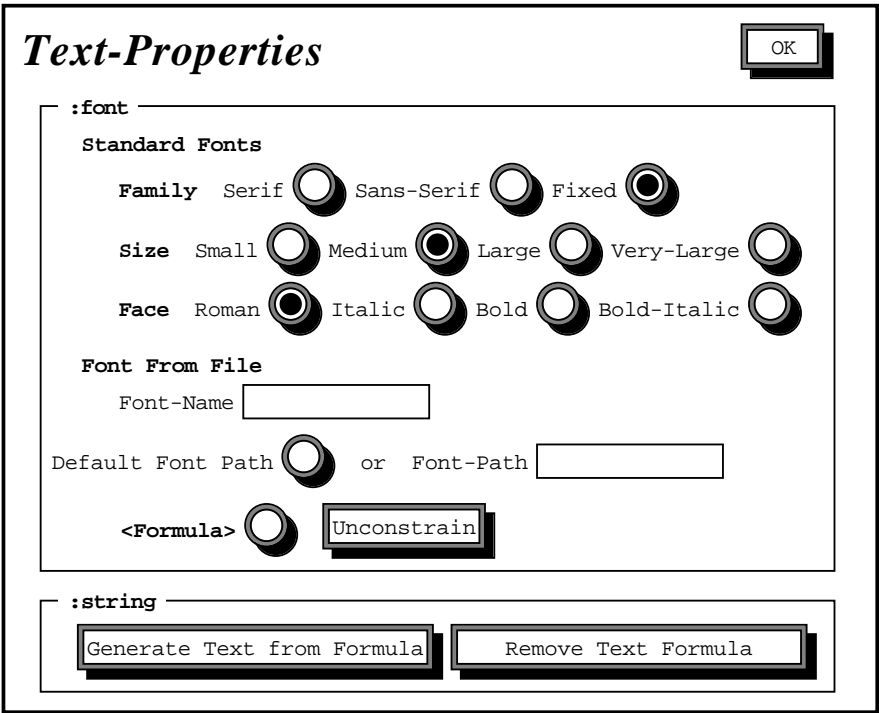 Text-Properties OK
:font
Standard Fonts
Family Serif Sans-Serif Fixed
Size Small Medium Large Very-Large
Face Roman Italic Bold Bold-Italic
Font From File
Font-Name
Default Font Path or Font-Path
<Formula> Unconstrain
:string
Generate Text from Formula Remove Text Formula